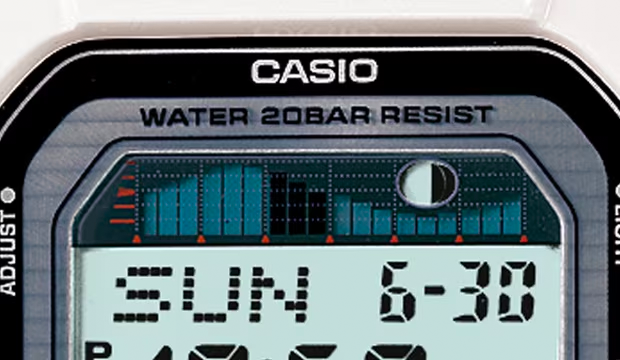 CASIO
WATER 20BAR RESIST
ADJUST
SUN 6-30
P